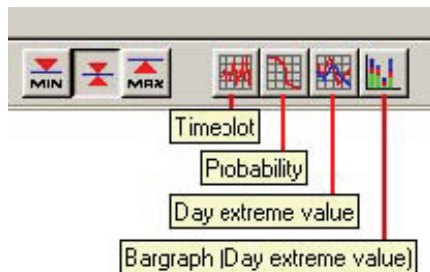 MIN MAX
Timeplot
Probability
Day extreme value
Bargraph (Day extreme value)